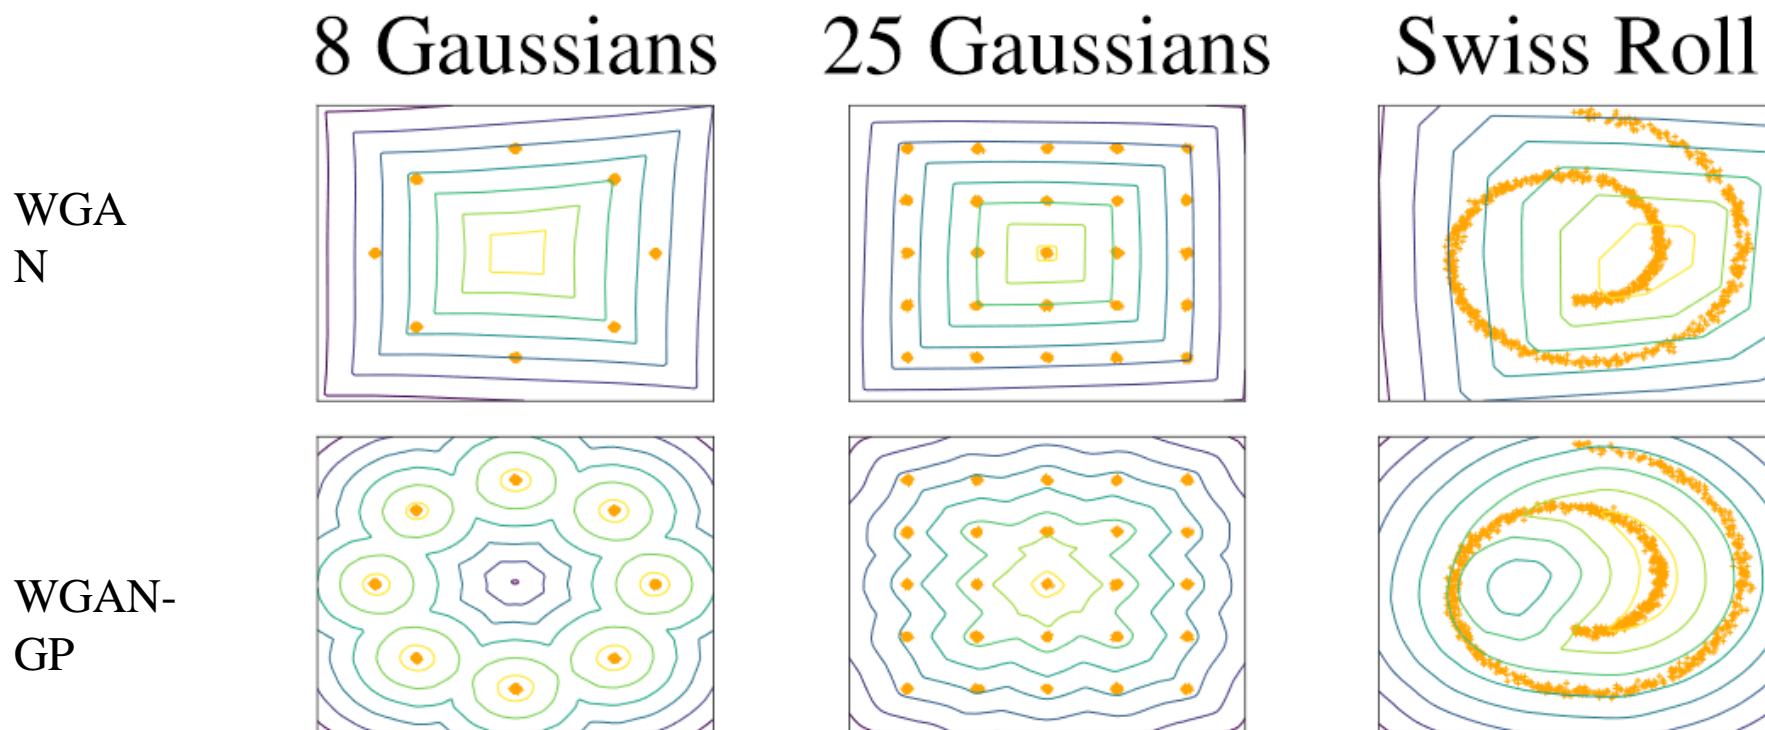 8 Gaussians 25 Gaussians Swiss Roll
WGA
N
WGAN-
GP